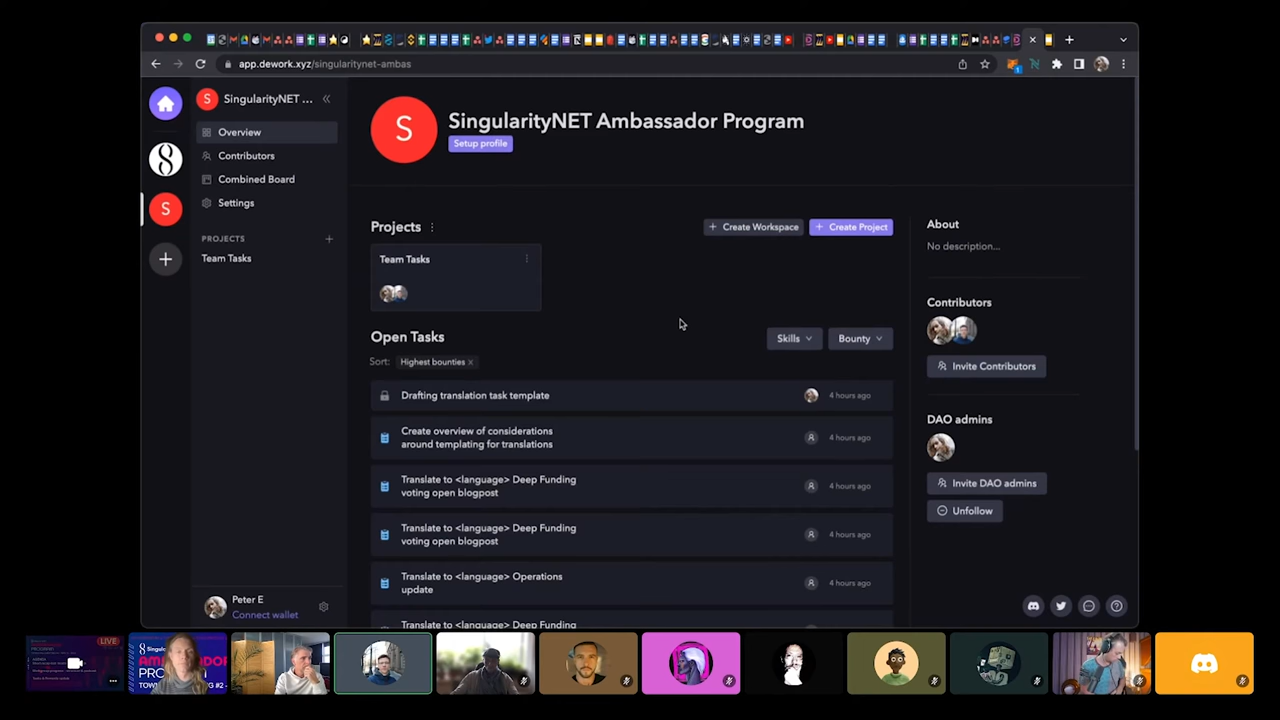 app.dework.xyz/singularitynet-ambas
S
SingularityNET ...
Overview
Contributors
Combined Board
Settings
PROJECTS
Team Tasks
S
Peter E
Connect wallet
S
SingularityNET Ambassador Program
Setup profile
Projects
Create Workspace
Create Project
Team Tasks
Open Tasks
Skills
Bounty
Sort:
Highest bounties
Drafting translation task template
4 hours ago
Create overview of considerations
around templating for translations
4 hours ago
Translate to <language> Deep Funding
voting open blogpost
4 hours ago
Translate to <language> Deep Funding
voting open blogpost
4 hours ago
Translate to <language> Operations
update
4 hours ago
About
No description...
Contributors
Invite Contributors
DAO admins
Invite DAO admins
Unfollow
LIVE